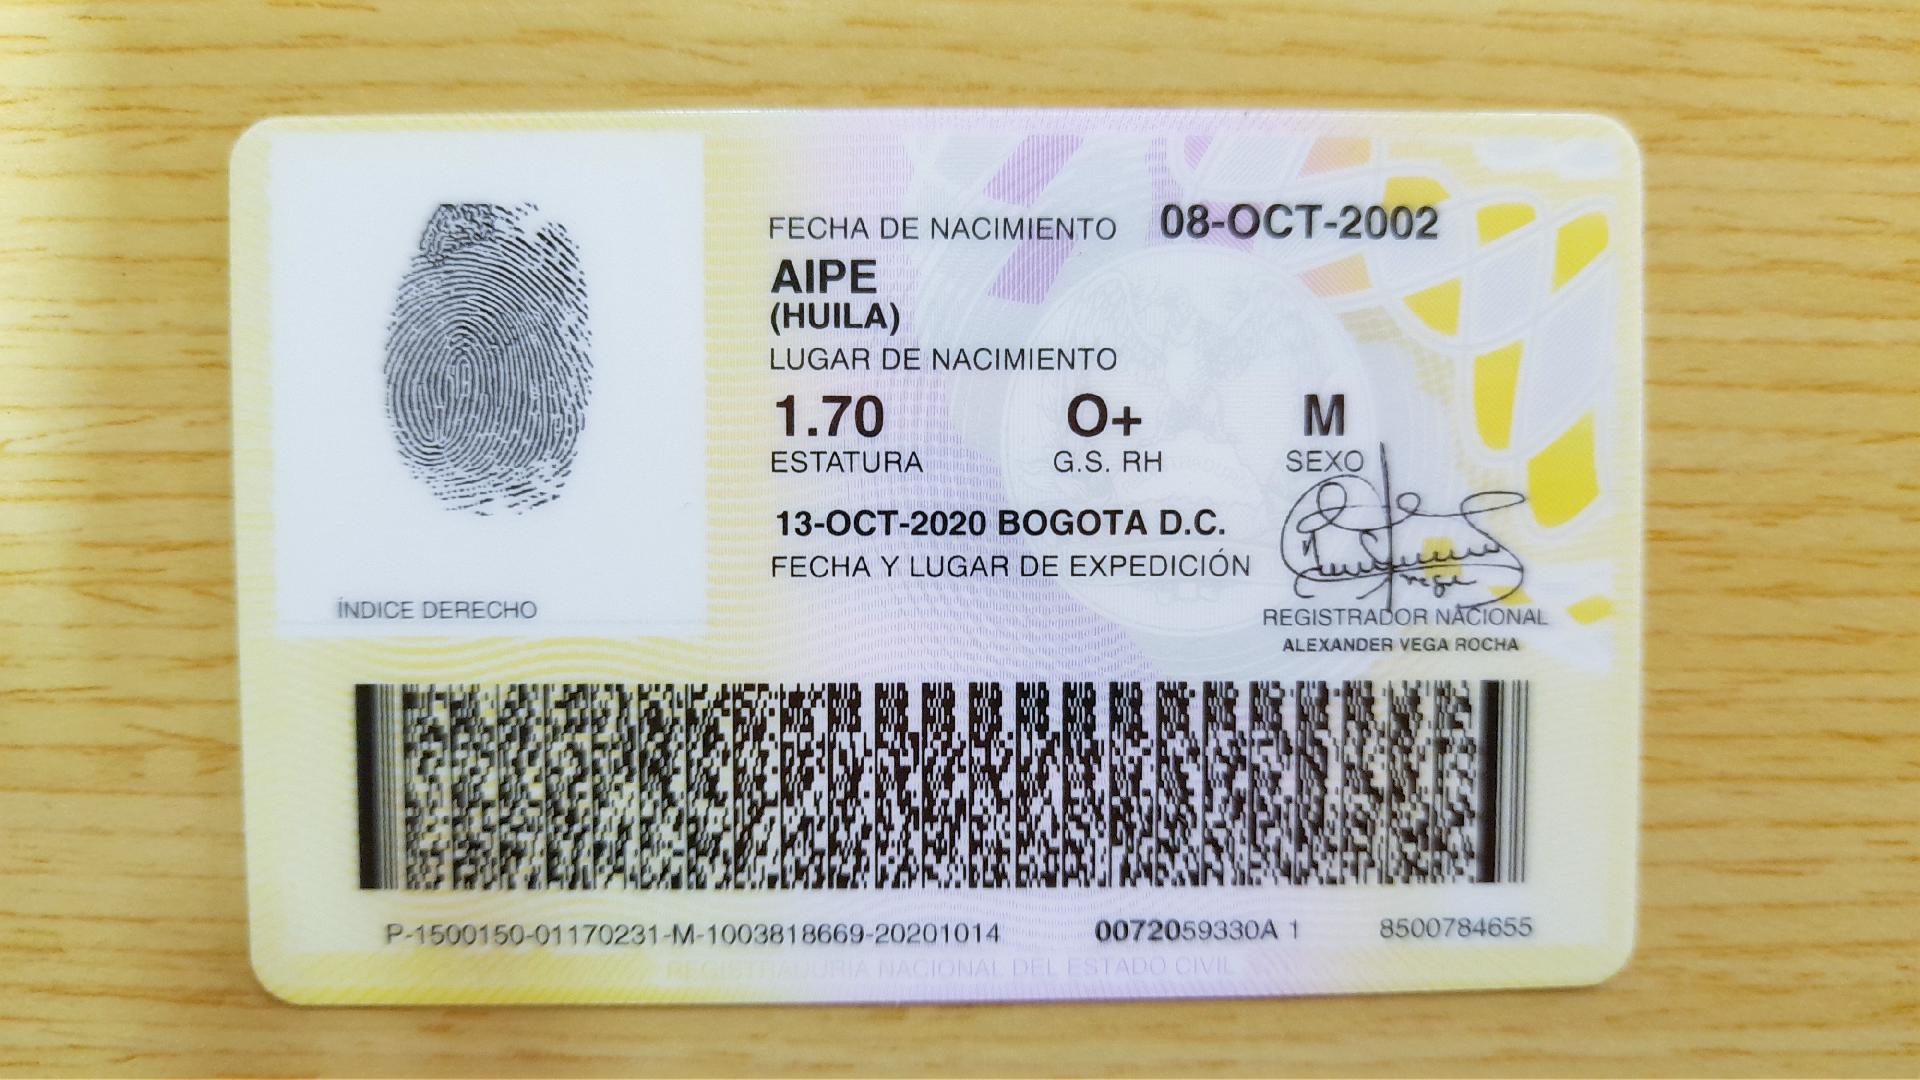 FECHA DE NACIMIENTO 08-OCT-2002
AIPE
(HUILA)
LUGAR DE NACIMIENTO
1.70 O+ M
ESTATURA G.S. RH SEXO
13-OCT-2020 BOGOTA D.C.
FECHA Y LUGAR DE EXPEDICIÓN
ÍNDICE DERECHO
REGISTRADOR NACIONAL
ALEXANDER VEGA ROCHA
P-1500150-01170231-M-1003818669-20201014 0072059330A 1 8500784655
REGISTRADURIA NACIONAL DEL ESTADO CIVIL